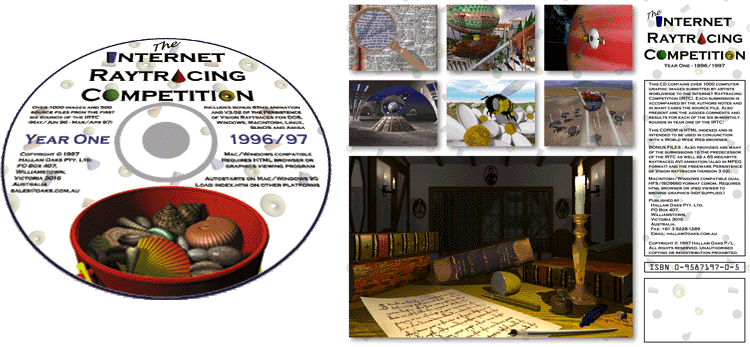 The
INTERNET
RAYTRACING
COMPETITION
OVER 1000 IMAGES AND 500
SOURCE FILES FROM THE FIRST
SIX ROUNDS OF THE IRTC
(MAY/JUN 96 - MAR/APR 97)
INCLUDES BONUS 65MB ANIMATION
AND V3.02 OF THE PERSISTENCE
OF VISION RAYTRACER FOR DOS,
WINDOWS, MACINTOSH, LINUX,
SUNOS AND AMIGA
YEAR ONE
1996/97
COPYRIGHT © 1997
HALLAM OAKS PTY. LTD.
PO BOX 407,
WILLIAMSTOWN,
VICTORIA 3016
AUSTRALIA
SALES@OAKS.COM.AU
MAC/WINDOWS COMPATIBLE
REQUIRES HTML BROWSER OR
GRAPHICS VIEWING PROGRAM
AUTOSTARTS ON MAC/WINDOWS 95
LOAD INDEX.HTM ON OTHER PLATFORMS
The
INTERNET
RAYTRACING
COMPETITION
YEAR ONE - 1996/1997
THIS CD CONTAINS OVER 1000 COMPUTER
GRAPHIC IMAGES SUBMITTED BY ARTISTS
WORLDWIDE TO THE INTERNET RAYTRACING
COMPETITION (IRTC). EACH SUBMISSION IS
ACCOMPANIED BY THE AUTHORS NOTES AND
IN MANY CASES THE SOURCE FILE. ALSO
PRESENT ARE THE JUDGES COMMENTS AND
RESULTS FOR EACH OF THE SIX BI-MONTHLY
ROUNDS IN YEAR ONE OF THE IRTC.
THIS CDROM IS HTML INDEXED AND IS
INTENDED TO BE USED IN CONJUNCTION
WITH A WORLD WIDE WEB BROWSER.
BONUS FILES: ALSO PROVIDED ARE MANY
OF THE SUBMISSIONS TO THE PREDECESSOR
OF THE IRTC AS WELL AS A 65 MEGABYTE
RAYTRACED AVI ANIMATION (ALSO IN MPEG
FORMAT) AND THE FREEWARE PERSISTENCE
OF VISION RAYTRACER (VERSION 3.02).
MACINTOSH/WINDOWS COMPATIBLE DUAL
HFS/ISO9660 FORMAT CDROM. REQUIRES
HTML BROWSER OR JPEG VIEWER TO
BROWSE GRAPHICS (NOT SUPPLIED.)
PUBLISHED BY :-
HALLAM OAKS PTY. LTD.
PO BOX 407,
WILLIAMSTOWN,
VICTORIA 3016
AUSTRALIA.
FAX: +61 3 9228-1289
EMAIL: HALLAM@OAKS.COM.AU.
COPYRIGHT © 1997 HALLAM OAKS P/L.
ALL RIGHTS RESERVED. UNAUTHORISED
COPYING OR REDISTRIBUTION PROHIBITED.
ISBN 0-9587197-0-5